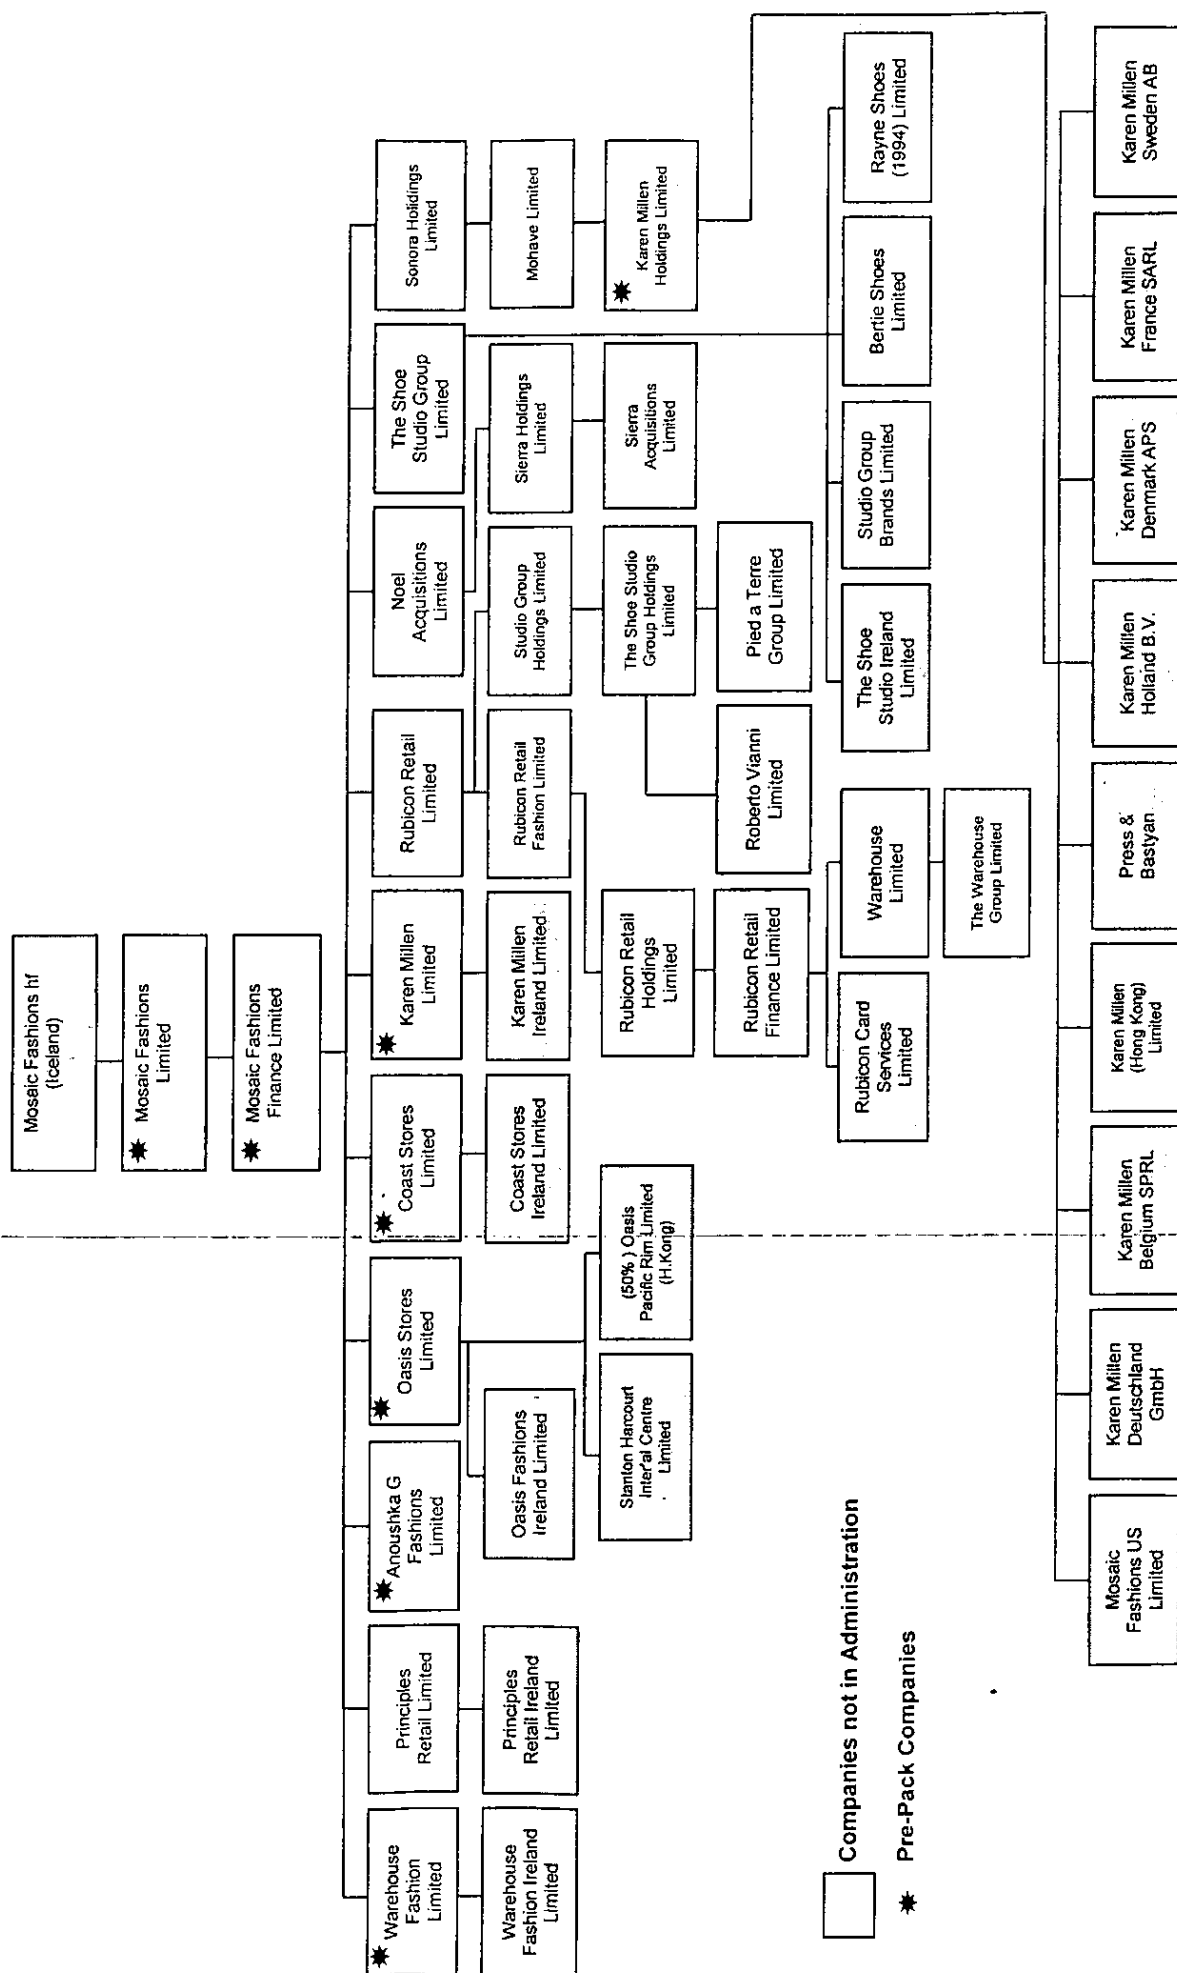 Mosaic Fashions hf
(Iceland)
✷ Mosaic Fashions
Limited
✷ Mosaic Fashions
Finance Limited
✷ Warehouse
Fashion
Limited
Principles
Retail Limited
✷ Anoushka G
Fashions
Limited
✷ Oasis Stores
Limited
✷ Coast Stores
Limited
✷ Karen Millen
Limited
Rubicon Retail
Limited
Noel
Acquisitions
Limited
The Shoe
Studio Group
Limited
Sonora Holidings
Limited
Warehouse
Fashion Ireland
Limited
Principles
Retail Ireland
Limited
Oasis Fashions
Ireland Limited
Coast Stores
Ireland Limited
Karen Millen
Ireland Limited
Rubicon Retail
Fashion Limited
Studio Group
Holdings Limited
Sierra Holdings
Limited
Mohave Limited
Stanton Harcourt
Inter'al Centre
Limited
(50% ) Oasis
Pacific Rim Limited
(H.Kong)
Rubicon Retail
Holdings
Limited
The Shoe Studio
Group Holdings
Limited
Sierra
Acquisitions
Limited
✷ Karen Millen
Holdings Limited
Rubicon Retail
Finance Limited
Roberto Vianni
Limited
Pied a Terre
Group Limited
Rubicon Card
Services
Limited
Warehouse
Limited
The Shoe
Studio Ireland
Limited
Studio Group
Brands Limited
Bertie Shoes
Limited
Rayne Shoes
(1994) Limited
The Warehouse
Group Limited
Companies not in Administration
✷ Pre-Pack Companies
Mosaic
Fashions US
Limited
Karen Millen
Deutschland
GmbH
Karen Millen
Belgium SPRL
Karen Millen
(Hong Kong)
Limited
Press &
Bastyan
Karen Millen
Holland B.V.
Karen Millen
Denmark APS
Karen Millen
France SARL
Karen Millen
Sweden AB